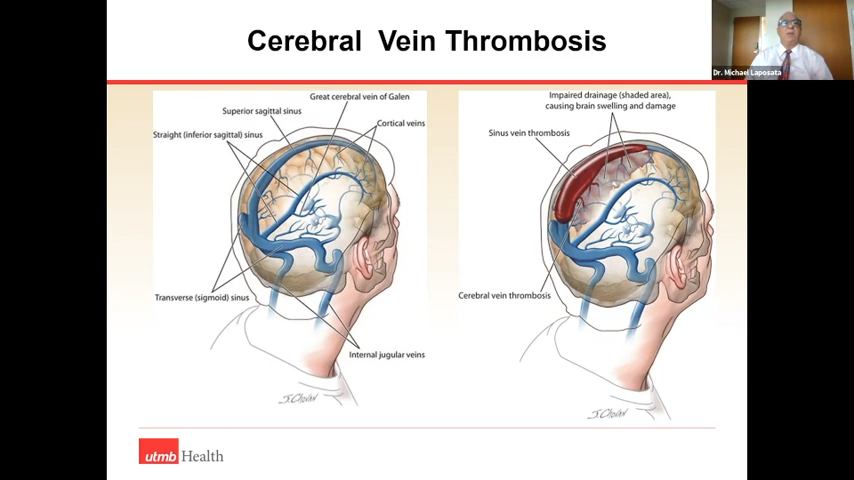 Cerebral Vein Thrombosis
Dr. Michael Laposata
Great cerebral vein of Galen
Superior sagittal sinus
Cortical veins
Straight (inferior sagittal) sinus
Transverse (sigmoid) sinus
Internal jugular veins
J. Chovan
Impaired drainage (shaded area),
causing brain swelling and damage
Sinus vein thrombosis
Cerebral vein thrombosis
J. Chovan
utmb Health